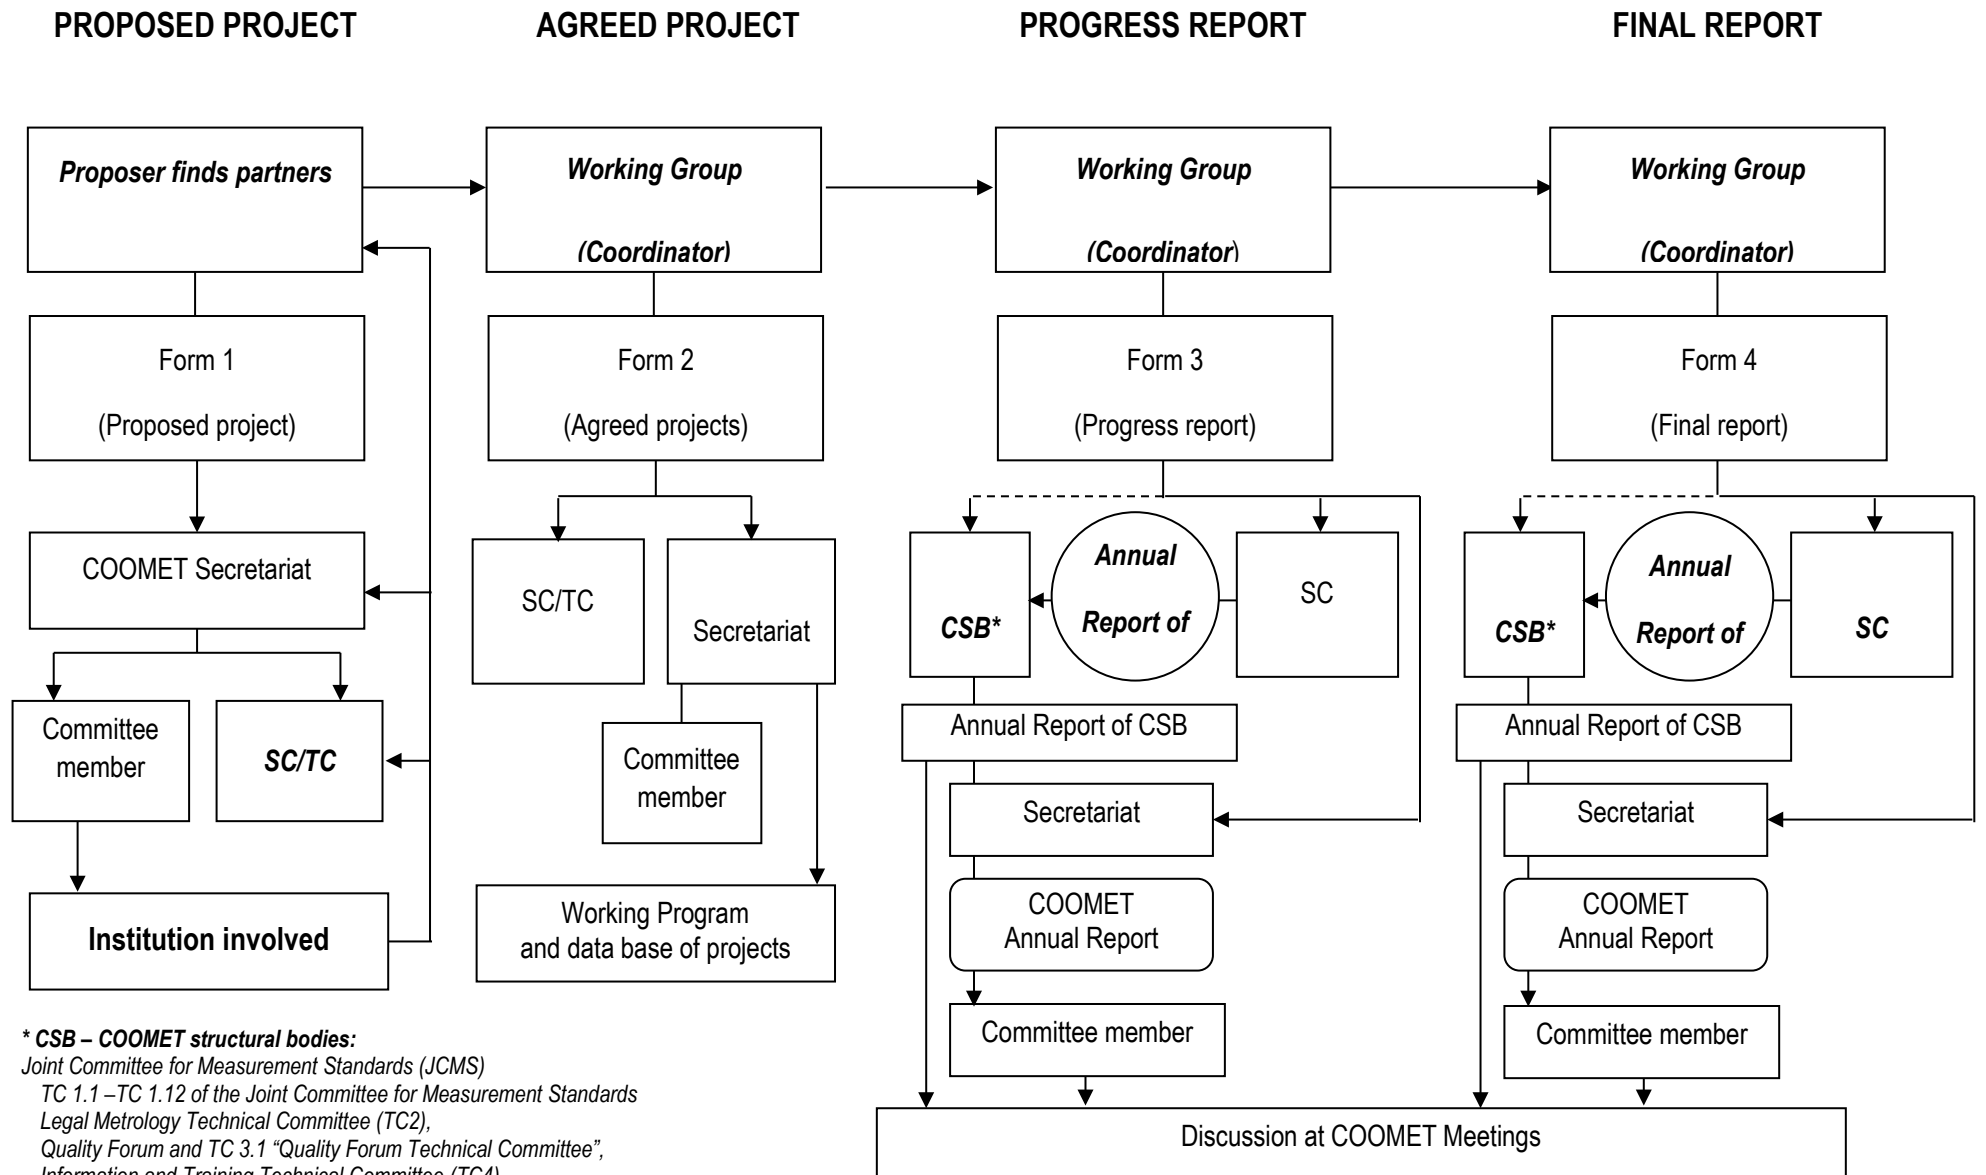 PROPOSED PROJECT
AGREED PROJECT
PROGRESS REPORT
FINAL REPORT
Proposer finds partners
Working Group
(Coordinator)
Working Group
(Coordinator)
Working Group
(Coordinator)
Form 1
(Proposed project)
Form 2
(Agreed projects)
Form 3
(Progress report)
Form 4
(Final report)
COOMET Secretariat
SC/TC
Secretariat
CSB*
Annual
Report of
SC
CSB*
Annual
Report of
SC
Committee
member
SC/TC
Committee
member
Annual Report of CSB
Annual Report of CSB
Secretariat
Secretariat
Institution involved
Working Program
and data base of projects
COOMET
Annual Report
COOMET
Annual Report
Committee member
Committee member
* CSB – COOMET structural bodies:
Joint Committee for Measurement Standards (JCMS)
TC 1.1 –TC 1.12 of the Joint Committee for Measurement Standards
Legal Metrology Technical Committee (TC2),
Quality Forum and TC 3.1 “Quality Forum Technical Committee”,
Information and Training Technical Committee (TC4)
Discussion at COOMET Meetings